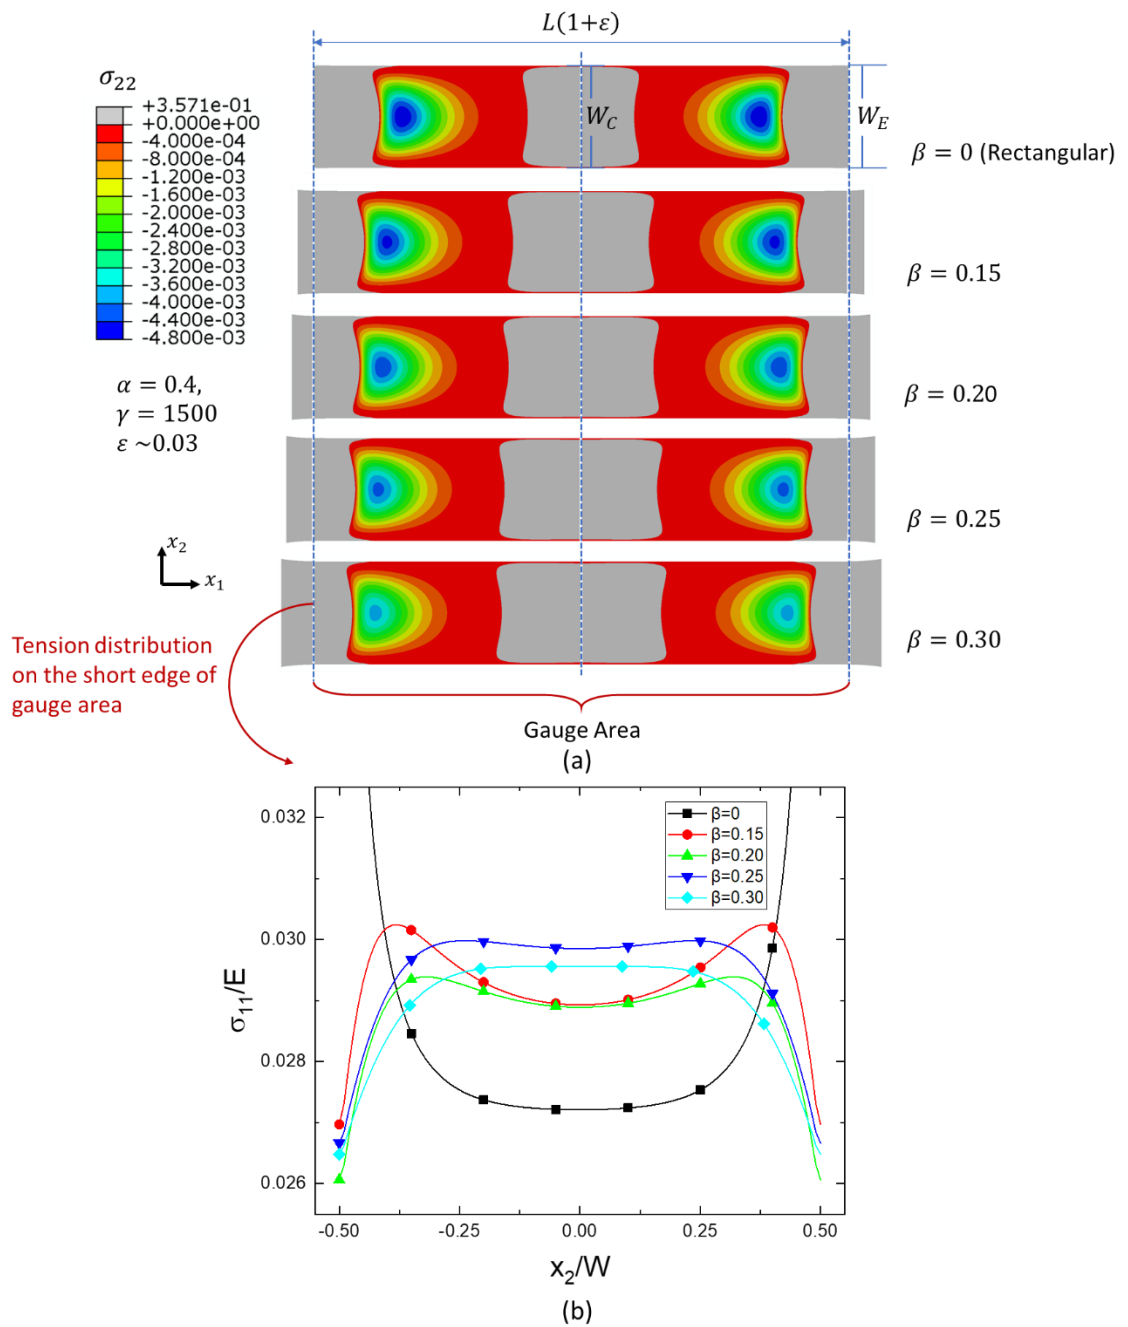 L(1+ε)
σ22
+3.571e-01
+0.000e+00
-4.000e-04
-8.000e-04
-1.200e-03
-1.600e-03
-2.000e-03
-2.400e-03
-2.800e-03
-3.200e-03
-3.600e-03
-4.000e-03
-4.400e-03
-4.800e-03
W_C
W_E
β = 0 (Rectangular)
β = 0.15
α = 0.4,
γ = 1500
ε ~0.03
β = 0.20
β = 0.25
x2
x1
β = 0.30
Tension distribution
on the short edge of
gauge area
Gauge Area
(a)
β=0
β=0.15
β=0.20
β=0.25
β=0.30
0.032
0.030
0.028
0.026
σ11/E
-0.50
-0.25
0.00
0.25
0.50
x2/W
(b)